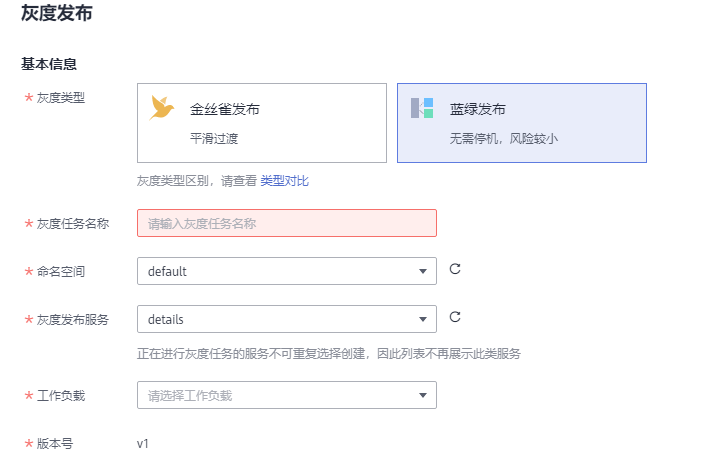 灰度发布
基本信息
* 灰度类型
金丝雀发布
平滑过渡
蓝绿发布
无需停机，风险较小
灰度类型区别，请查看 类型对比
* 灰度任务名称
请输入灰度任务名称
* 命名空间
default
* 灰度发布服务
details
正在进行灰度任务的服务不可重复选择创建，因此列表不再展示此类服务
* 工作负载
请选择工作负载
* 版本号
v1